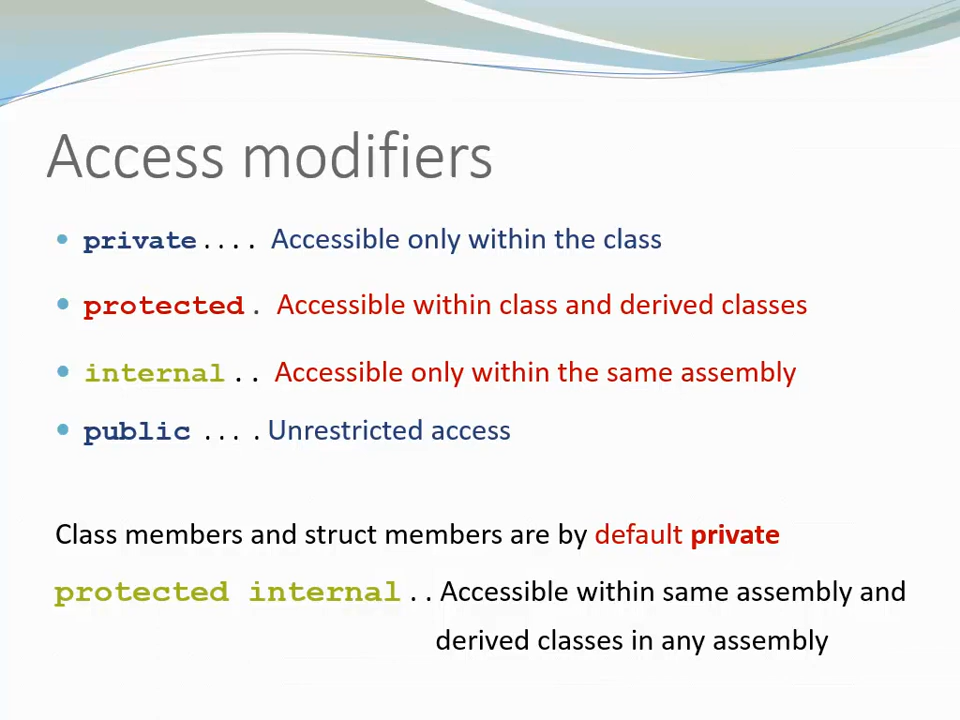 Access modifiers
• private.... Accessible only within the class
• protected. Accessible within class and derived classes
• internal.. Accessible only within the same assembly
• public .... Unrestricted access
Class members and struct members are by default private
protected internal.. Accessible within same assembly and
derived classes in any assembly